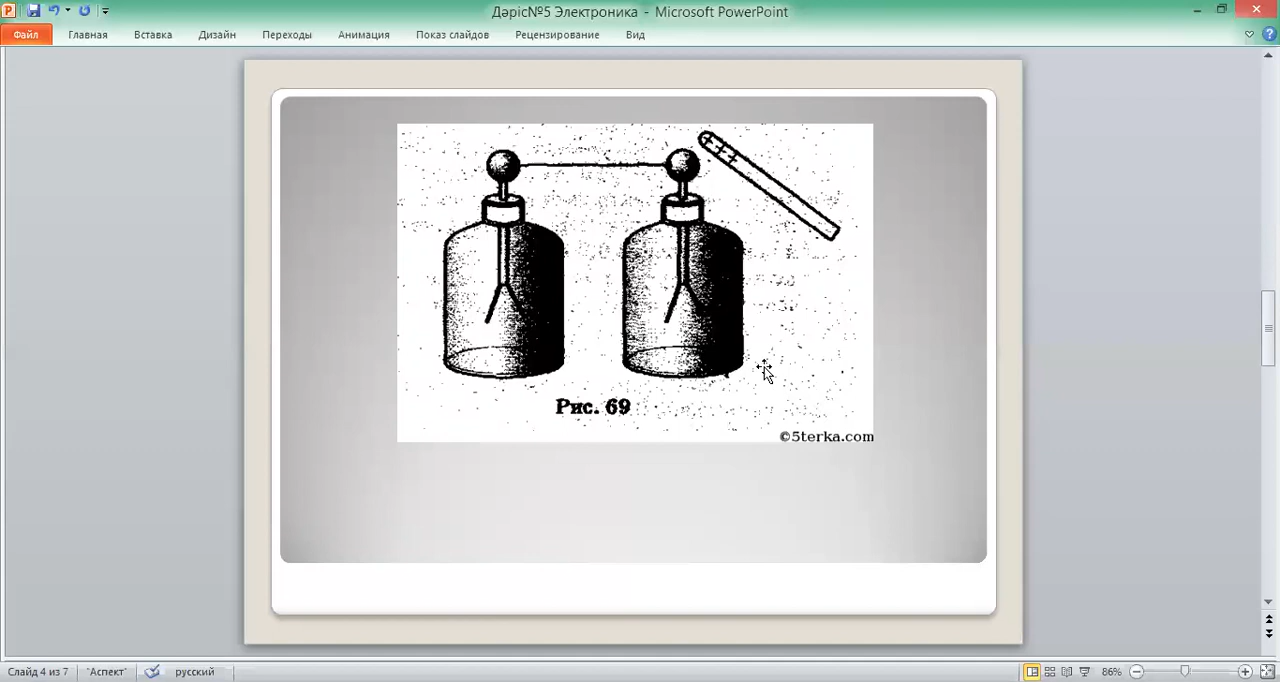 Дәріс№5 Электроника - Microsoft PowerPoint
Файл Главная Вставка Дизайн Переходы Анимация Показ слайдов Рецензирование Вид
+ + +
Рис. 69
©5terka.com
Слайд 4 из 7 "Аспект" русский 86%